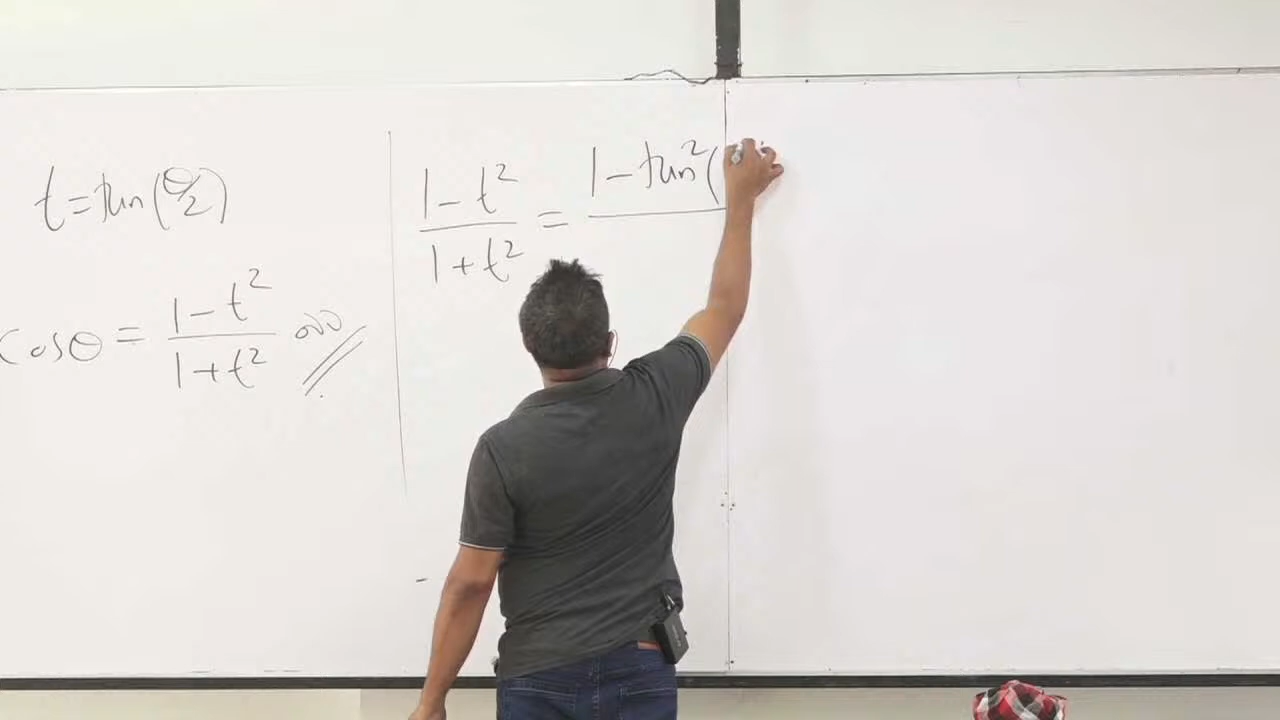 t = tan(θ/2)
cosθ = (1 - t²)/(1 + t²)
(1 - t²)/(1 + t²) = 1 - tan²(